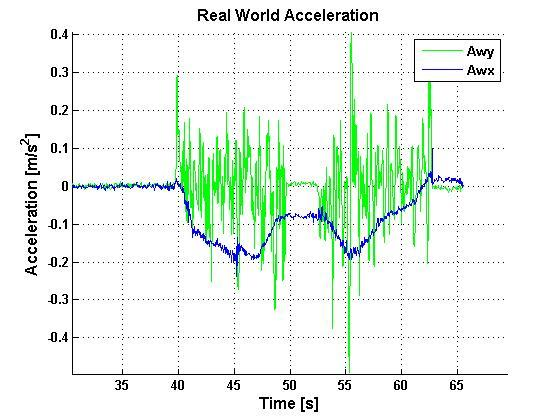 Real World Acceleration
0.4
0.3
0.2
0.1
0
-0.1
-0.2
-0.3
-0.4
Acceleration [m/s²]
Awy
Awx
35 40 45 50 55 60 65
Time [s]